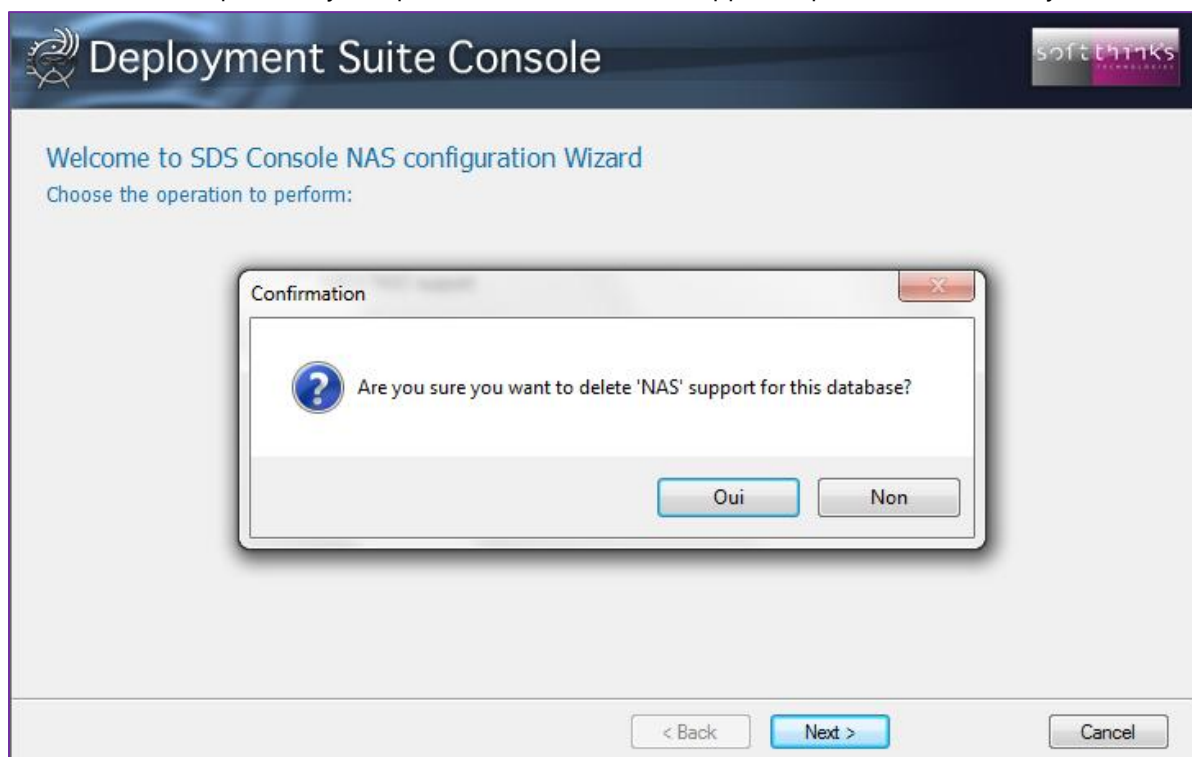 Deployment Suite Console
softthinks
TECHNOLOGIES
Welcome to SDS Console NAS configuration Wizard
Choose the operation to perform:
Confirmation
Are you sure you want to delete 'NAS' support for this database?
Oui
Non
< Back
Next >
Cancel